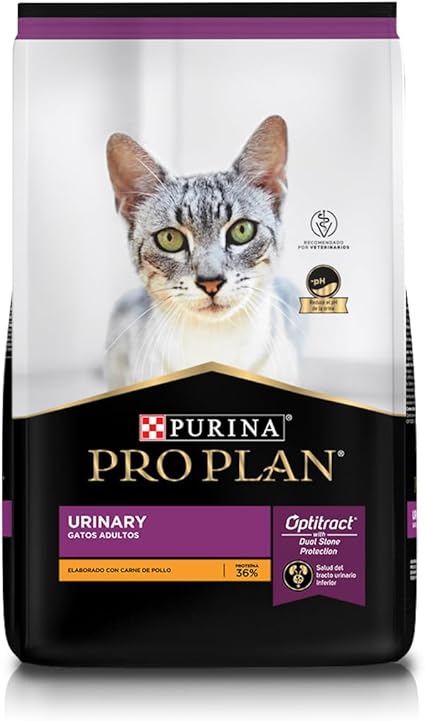 RECOMENDADO
POR VETERINARIOS
pH
Reduce el pH
de la orina
PURINA®
PRO PLAN®
URINARY
GATOS ADULTOS
ELABORADO CON CARNE DE POLLO
PROTEÍNA
36%
Optitract®
with
Dual Stone
Protection
Salud del
tracto urinario
inferior